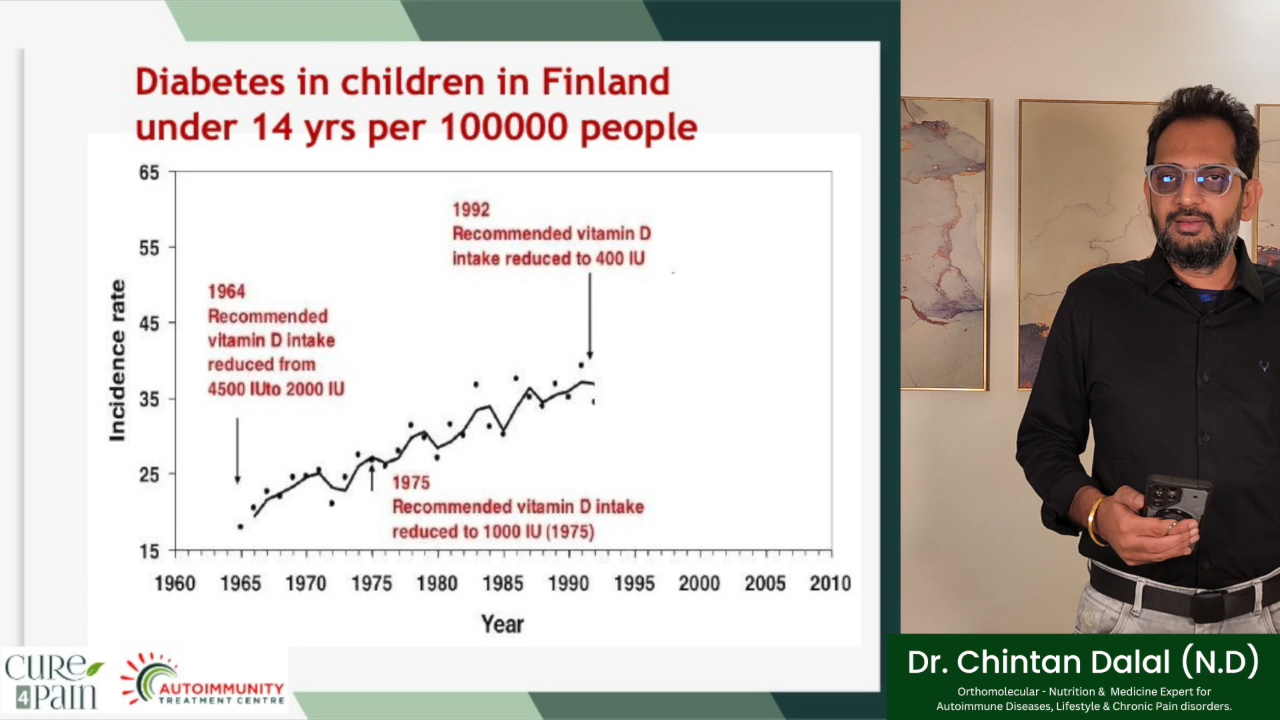 Diabetes in children in Finland
under 14 yrs per 100000 people
65
55
45
35
25
15
Incidence rate
1964
Recommended
vitamin D intake
reduced from
4500 IUto 2000 IU
1992
Recommended vitamin D
intake reduced to 400 IU
1975
Recommended vitamin D intake
reduced to 1000 IU (1975)
1960 1965 1970 1975 1980 1985 1990 1995 2000 2005 2010
Year
CURE
4 PAIN
AUTOIMMUNITY
TREATMENT CENTRE
Dr. Chintan Dalal (N.D)
Orthomolecular - Nutrition & Medicine Expert for
Autoimmune Diseases, Lifestyle & Chronic Pain disorders.